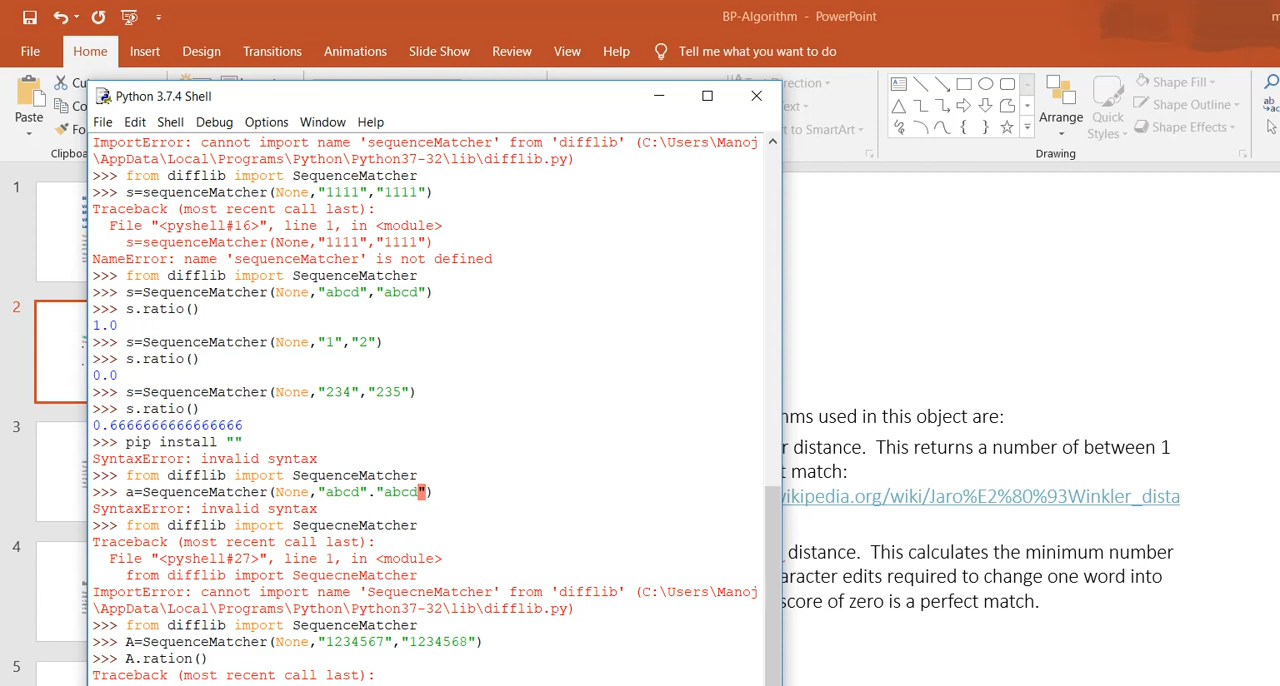 BP-Algorithm - PowerPoint
File Home Insert Design Transitions Animations Slide Show Review View Help Tell me what you want to do
Paste
Clipboa
Arrange
Quick
Styles
Shape Fill
Shape Outline
Shape Effects
Drawing
t to SmartArt
Python 3.7.4 Shell
File Edit Shell Debug Options Window Help
ImportError: cannot import name 'sequenceMatcher' from 'difflib' (C:\Users\Manoj
\AppData\Local\Programs\Python\Python37-32\lib\difflib.py)
>>> from difflib import SequenceMatcher
>>> s=sequenceMatcher(None,"1111","1111")
Traceback (most recent call last):
  File "<pyshell#16>", line 1, in <module>
    s=sequenceMatcher(None,"1111","1111")
NameError: name 'sequenceMatcher' is not defined
>>> from difflib import SequenceMatcher
>>> s=SequenceMatcher(None,"abcd","abcd")
>>> s.ratio()
1.0
>>> s=SequenceMatcher(None,"1","2")
>>> s.ratio()
0.0
>>> s=SequenceMatcher(None,"234","235")
>>> s.ratio()
0.6666666666666666
>>> pip install ""
SyntaxError: invalid syntax
>>> from difflib import SequenceMatcher
>>> a=SequenceMatcher(None,"abcd"."abcd")
SyntaxError: invalid syntax
>>> from difflib import SequecneMatcher
Traceback (most recent call last):
  File "<pyshell#27>", line 1, in <module>
    from difflib import SequecneMatcher
ImportError: cannot import name 'SequecneMatcher' from 'difflib' (C:\Users\Manoj
\AppData\Local\Programs\Python\Python37-32\lib\difflib.py)
>>> from difflib import SequenceMatcher
>>> A=SequenceMatcher(None,"1234567","1234568")
>>> A.ration()
Traceback (most recent call last):
1
2
3
4
5
hms used in this object are:
r distance. This returns a number of between 1
t match:
vikipedia.org/wiki/Jaro%E2%80%93Winkler_dista
distance. This calculates the minimum number
aracter edits required to change one word into
score of zero is a perfect match.